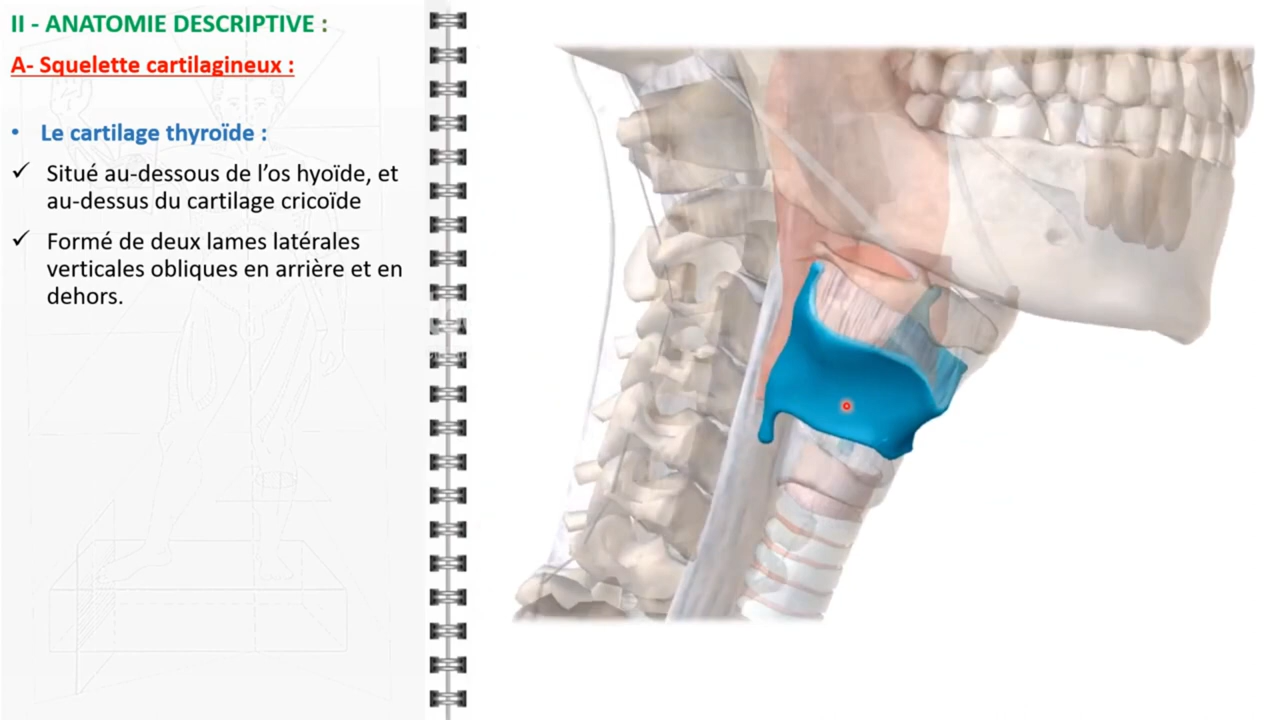 II - ANATOMIE DESCRIPTIVE :
A- Squelette cartilagineux :
• Le cartilage thyroïde :
✓ Situé au-dessous de l’os hyoïde, et
au-dessus du cartilage cricoïde
✓ Formé de deux lames latérales
verticales obliques en arrière et en
dehors.